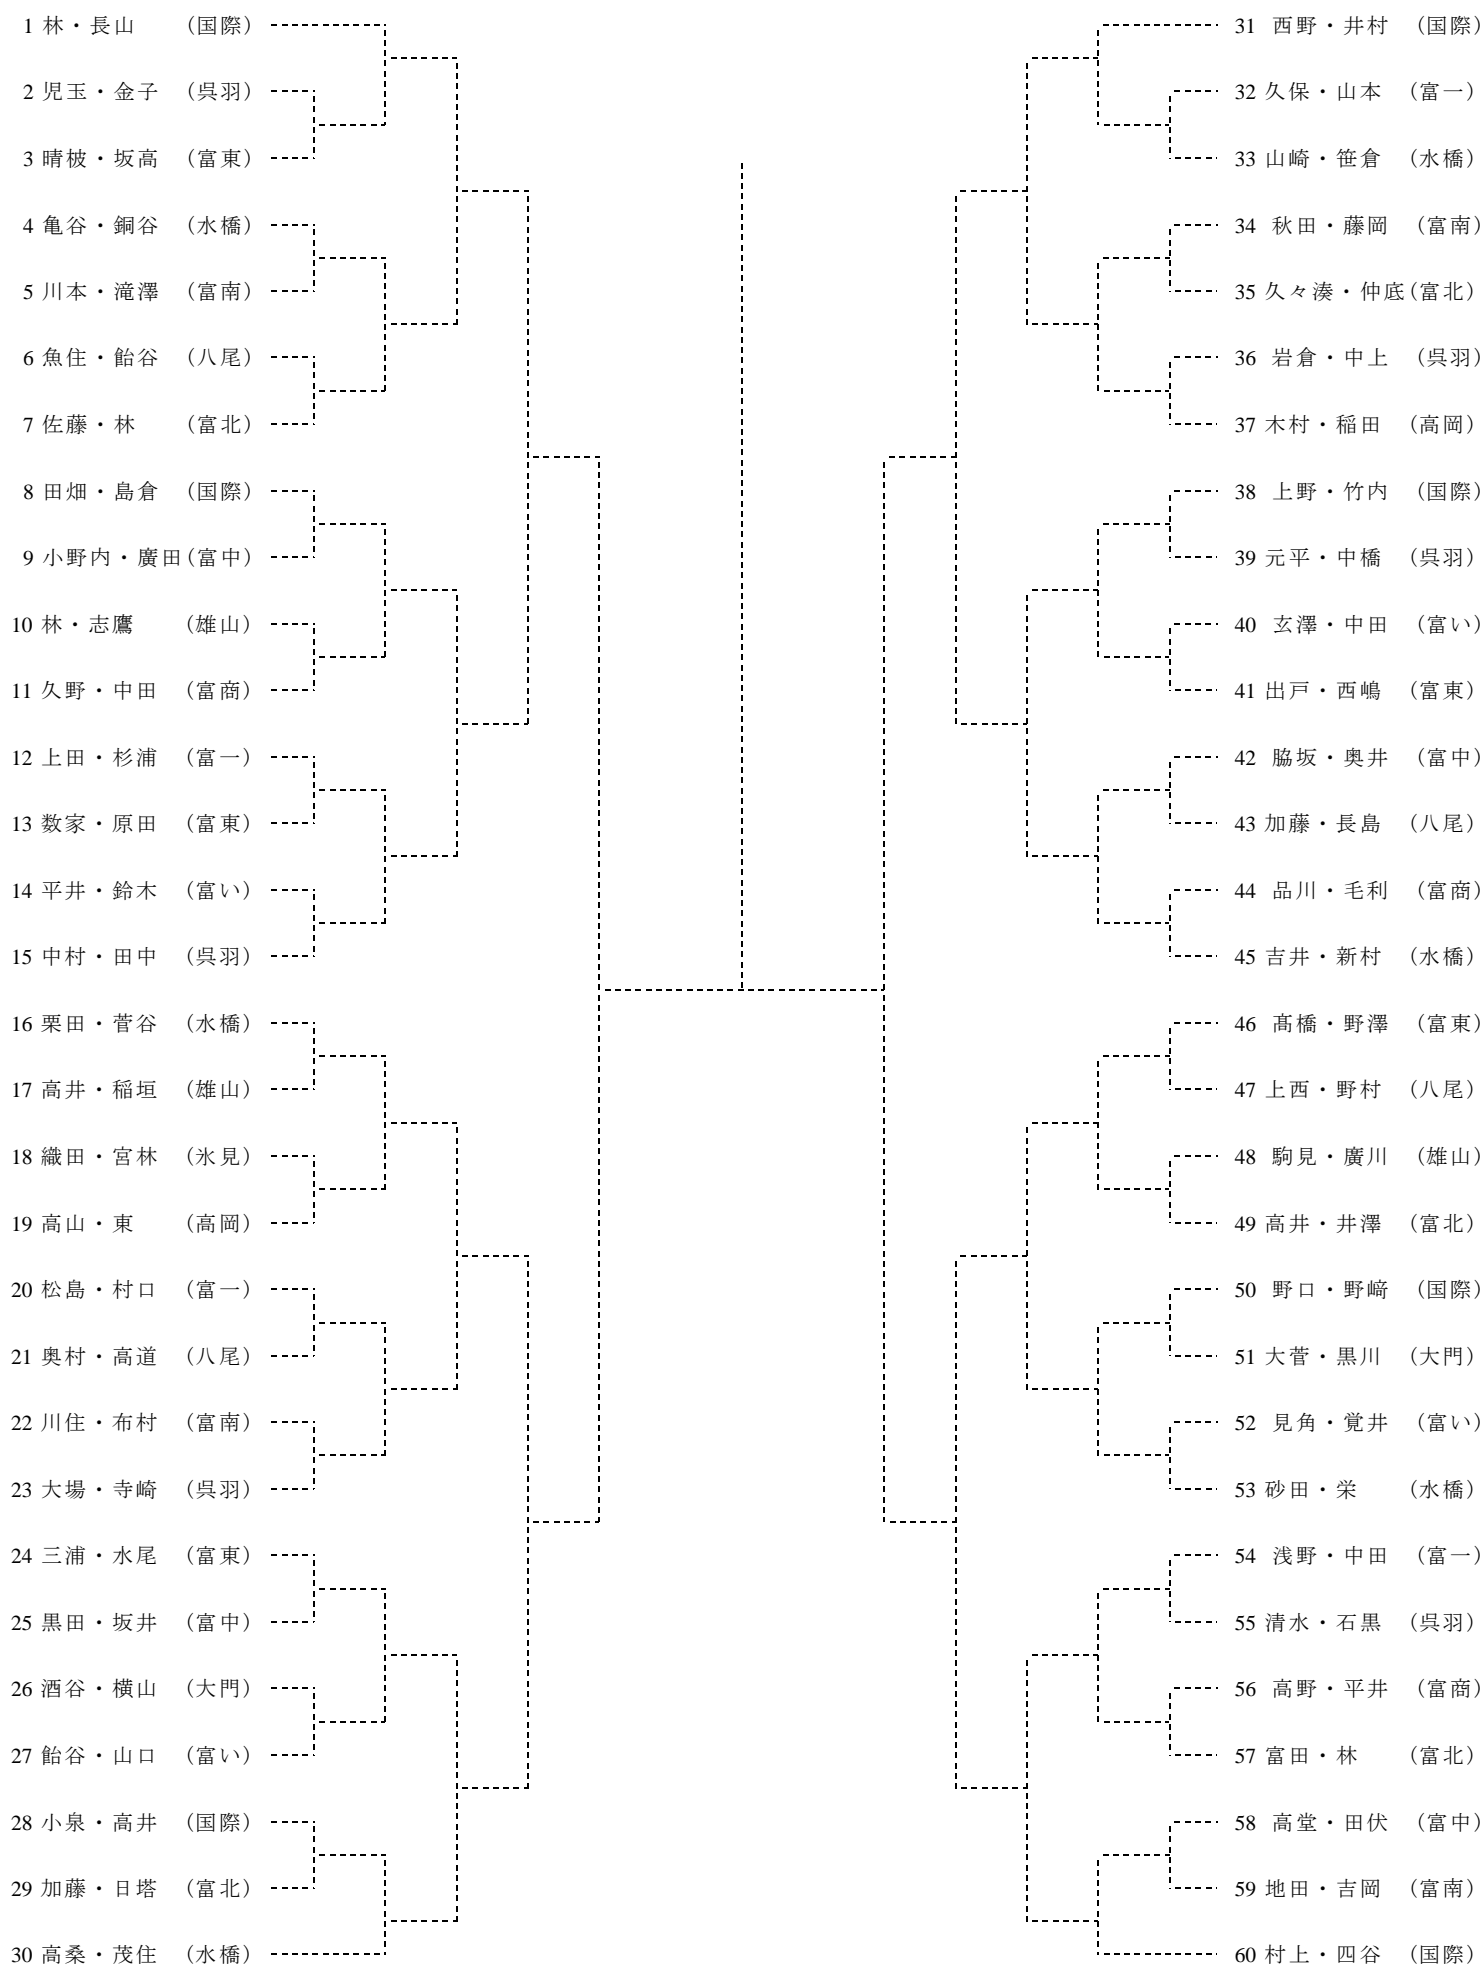 1 林・長山 (国際)
2 児玉・金子 (呉羽)
3 晴柀・坂高 (富東)
4 亀谷・銅谷 (水橋)
5 川本・滝澤 (富南)
6 魚住・飴谷 (八尾)
7 佐藤・林 (富北)
8 田畑・島倉 (国際)
9 小野内・廣田(富中)
10 林・志鷹 (雄山)
11 久野・中田 (富商)
12 上田・杉浦 (富一)
13 数家・原田 (富東)
14 平井・鈴木 (富い)
15 中村・田中 (呉羽)
16 栗田・菅谷 (水橋)
17 高井・稲垣 (雄山)
18 織田・宮林 (氷見)
19 高山・東 (高岡)
20 松島・村口 (富一)
21 奥村・高道 (八尾)
22 川住・布村 (富南)
23 大場・寺崎 (呉羽)
24 三浦・水尾 (富東)
25 黒田・坂井 (富中)
26 酒谷・横山 (大門)
27 飴谷・山口 (富い)
28 小泉・高井 (国際)
29 加藤・日塔 (富北)
30 高桑・茂住 (水橋)
31 西野・井村 (国際)
32 久保・山本 (富一)
33 山崎・笹倉 (水橋)
34 秋田・藤岡 (富南)
35 久々湊・仲底(富北)
36 岩倉・中上 (呉羽)
37 木村・稲田 (高岡)
38 上野・竹内 (国際)
39 元平・中橋 (呉羽)
40 玄澤・中田 (富い)
41 出戸・西嶋 (富東)
42 脇坂・奥井 (富中)
43 加藤・長島 (八尾)
44 品川・毛利 (富商)
45 吉井・新村 (水橋)
46 髙橋・野澤 (富東)
47 上西・野村 (八尾)
48 駒見・廣川 (雄山)
49 高井・井澤 (富北)
50 野口・野﨑 (国際)
51 大菅・黒川 (大門)
52 見角・覚井 (富い)
53 砂田・栄 (水橋)
54 浅野・中田 (富一)
55 清水・石黒 (呉羽)
56 高野・平井 (富商)
57 富田・林 (富北)
58 高堂・田伏 (富中)
59 地田・吉岡 (富南)
60 村上・四谷 (国際)